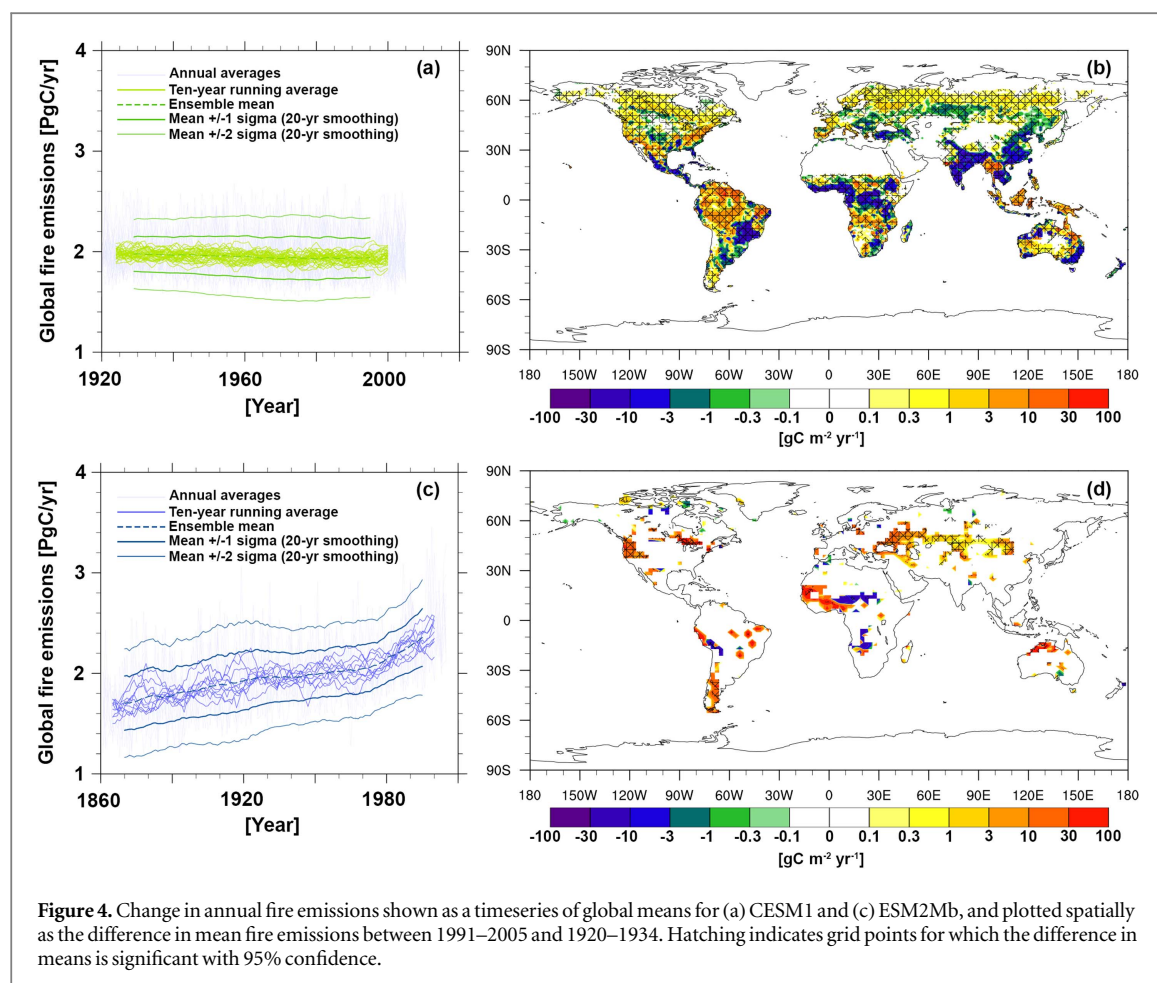 4
3
2
1
Global fire emissions [PgC/yr]
(a)
Annual averages
Ten-year running average
Ensemble mean
Mean +/-1 sigma (20-yr smoothing)
Mean +/-2 sigma (20-yr smoothing)
1920 1960 2000
[Year]
(b)
90N
60N
30N
0
30S
60S
90S
180 150W 120W 90W 60W 30W 0 30E 60E 90E 120E 150E 180
-100 -30 -10 -3 -1 -0.3 -0.1 0 0.1 0.3 1 3 10 30 100
[gC m⁻² yr⁻¹]
4
3
2
1
Global fire emissions [PgC/yr]
(c)
Annual averages
Ten-year running average
Ensemble mean
Mean +/-1 sigma (20-yr smoothing)
Mean +/-2 sigma (20-yr smoothing)
1860 1920 1980
[Year]
(d)
90N
60N
30N
0
30S
60S
90S
180 150W 120W 90W 60W 30W 0 30E 60E 90E 120E 150E 180
-100 -30 -10 -3 -1 -0.3 -0.1 0 0.1 0.3 1 3 10 30 100
[gC m⁻² yr⁻¹]
Figure 4. Change in annual fire emissions shown as a timeseries of global means for (a) CESM1 and (c) ESM2Mb, and plotted spatially
as the difference in mean fire emissions between 1991–2005 and 1920–1934. Hatching indicates grid points for which the difference in
means is significant with 95% confidence.